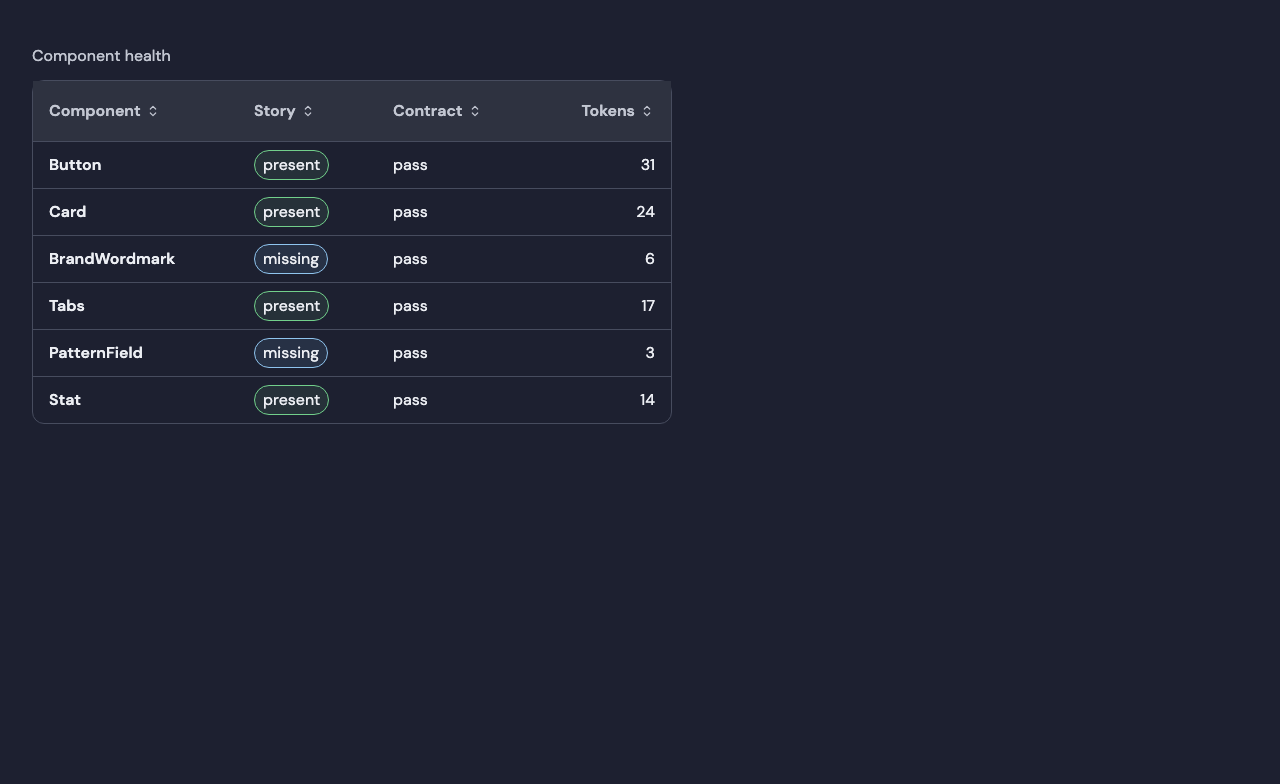 Component health
Component Story Contract Tokens
Button present pass 31
Card present pass 24
BrandWordmark missing pass 6
Tabs present pass 17
PatternField missing pass 3
Stat present pass 14